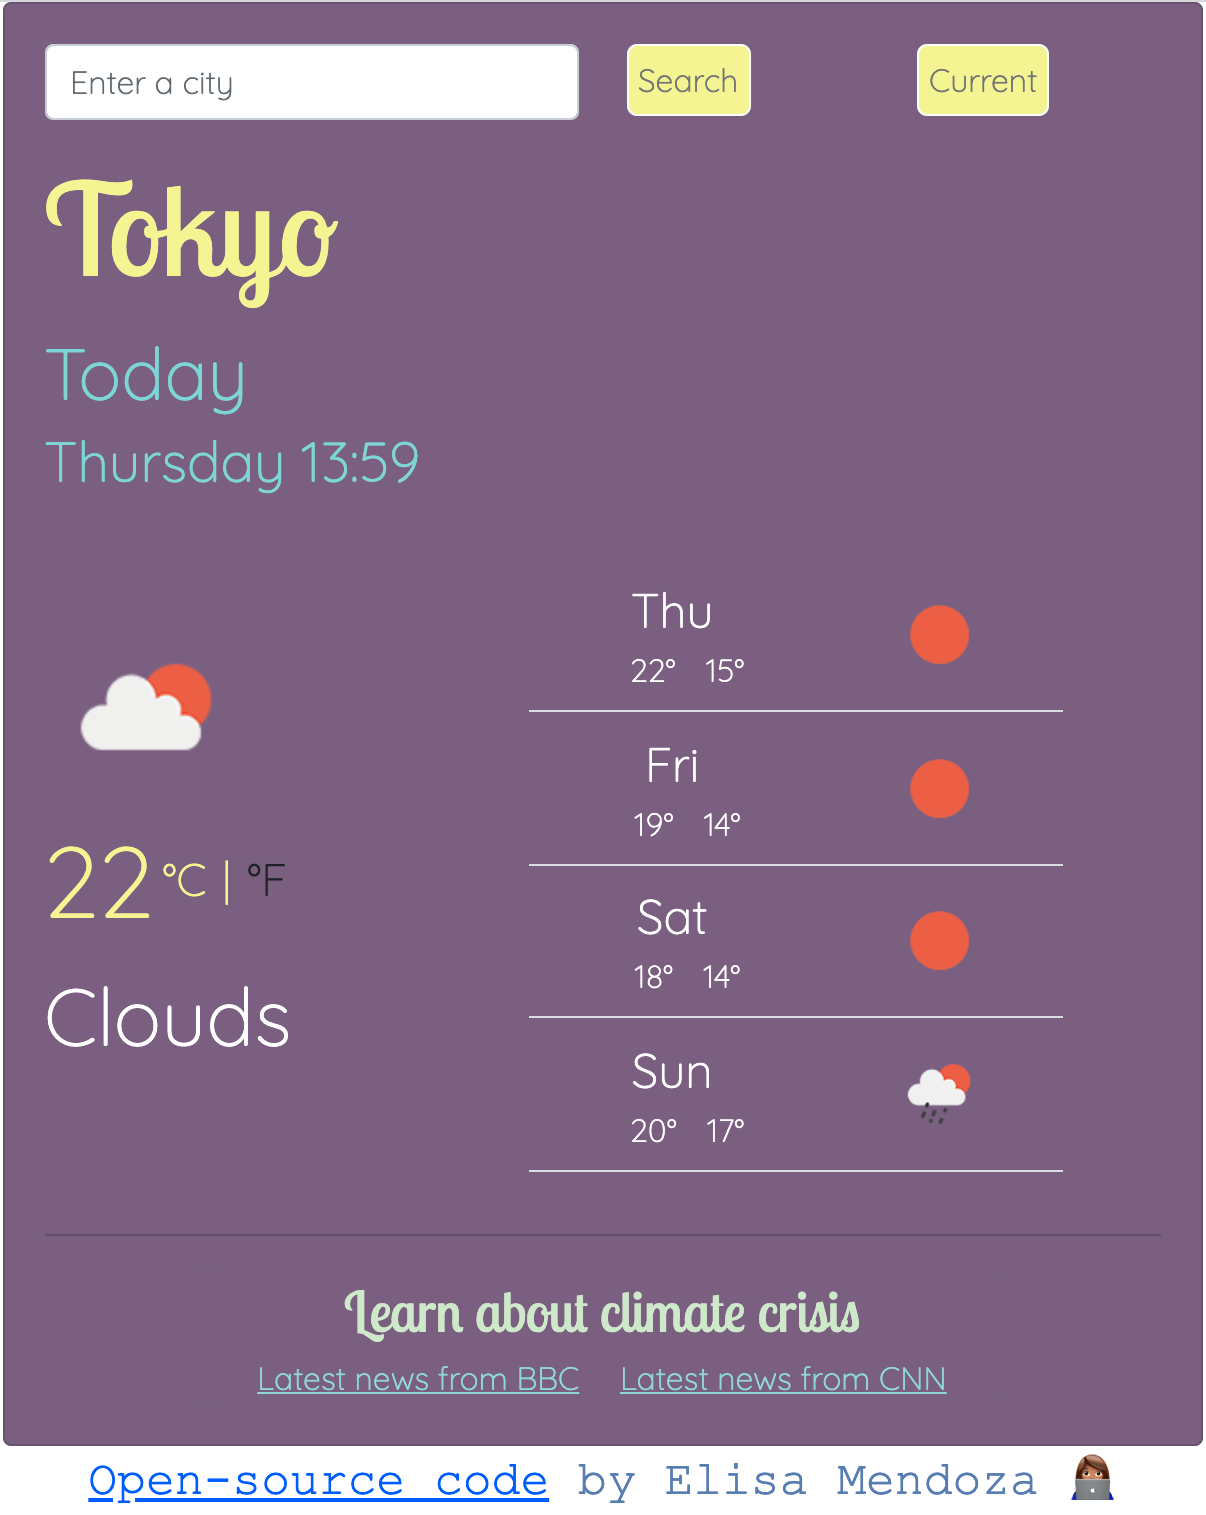 Enter a city Search Current
Tokyo
Today
Thursday 13:59
Thu
22° 15°
Fri
19° 14°
Sat
18° 14°
Sun
20° 17°
22 °C | °F
Clouds
Learn about climate crisis
Latest news from BBC Latest news from CNN
Open-source code by Elisa Mendoza 👩🏽‍💻